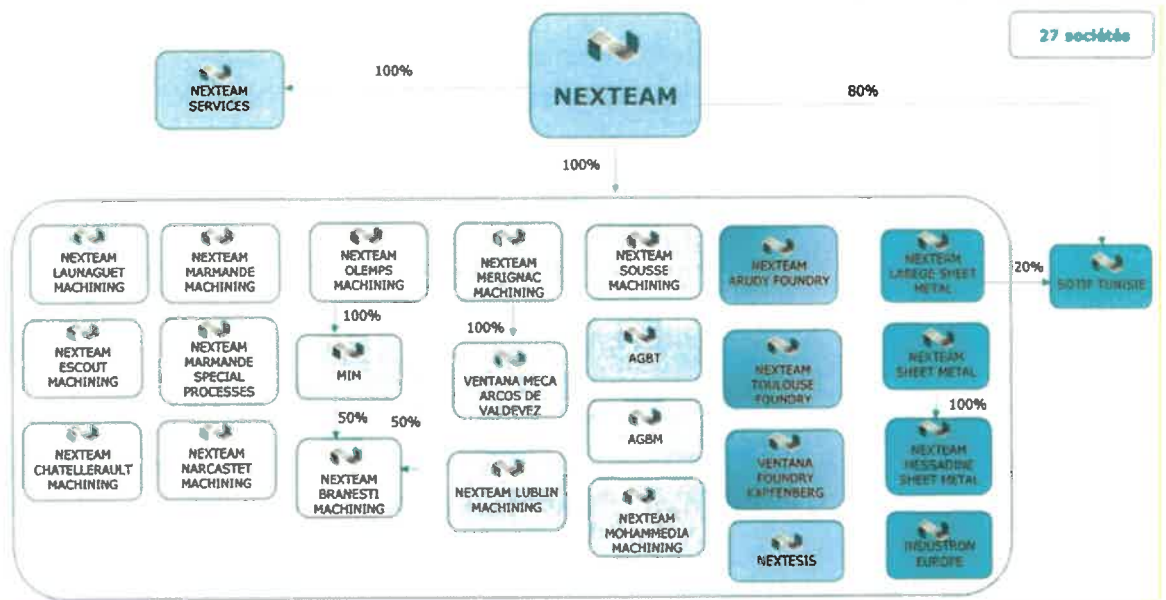 27 sociétés
NEXTEAM
100%
NEXTEAM
SERVICES
80%
100%
NEXTEAM
LAUNAGUET
MACHINING
NEXTEAM
MARMANDE
MACHINING
NEXTEAM
OLEMPS
MACHINING
NEXTEAM
MERIGNAC
MACHINING
NEXTEAM
SOUSSE
MACHINING
NEXTEAM
ARUDY FOUNDRY
NEXTEAM
LABEGE SHEET
METAL
20%
SOTIF TUNISIE
100%
100%
NEXTEAM
ESCOUT
MACHINING
NEXTEAM
MARMANDE
SPECIAL
PROCESSES
MIM
VENTANA MECA
ARCOS DE
VALDEVEZ
AGBT
NEXTEAM
TOULOUSE
FOUNDRY
NEXTEAM
SHEET METAL
100%
50%
50%
NEXTEAM
CHATELLERAULT
MACHINING
NEXTEAM
NARCASTET
MACHINING
NEXTEAM
BRANESTI
MACHINING
NEXTEAM LUBLIN
MACHINING
AGBM
VENTANA
FOUNDRY
KAPFENBERG
NEXTEAM
HESSADINE
SHEET METAL
NEXTEAM
MOHAMMEDIA
MACHINING
NEXTESIS
INDUSTRON
EUROPE